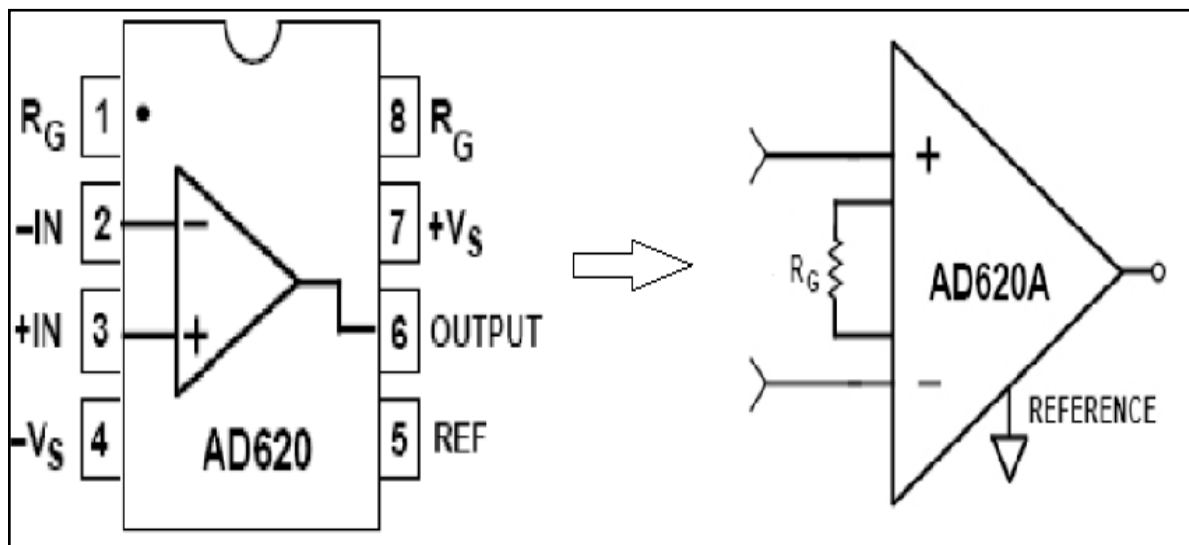 RG 1 8 RG
-IN 2 - 7 +VS
+IN 3 + 6 OUTPUT
-VS 4 AD620 5 REF
+
RG AD620A
-
REFERENCE